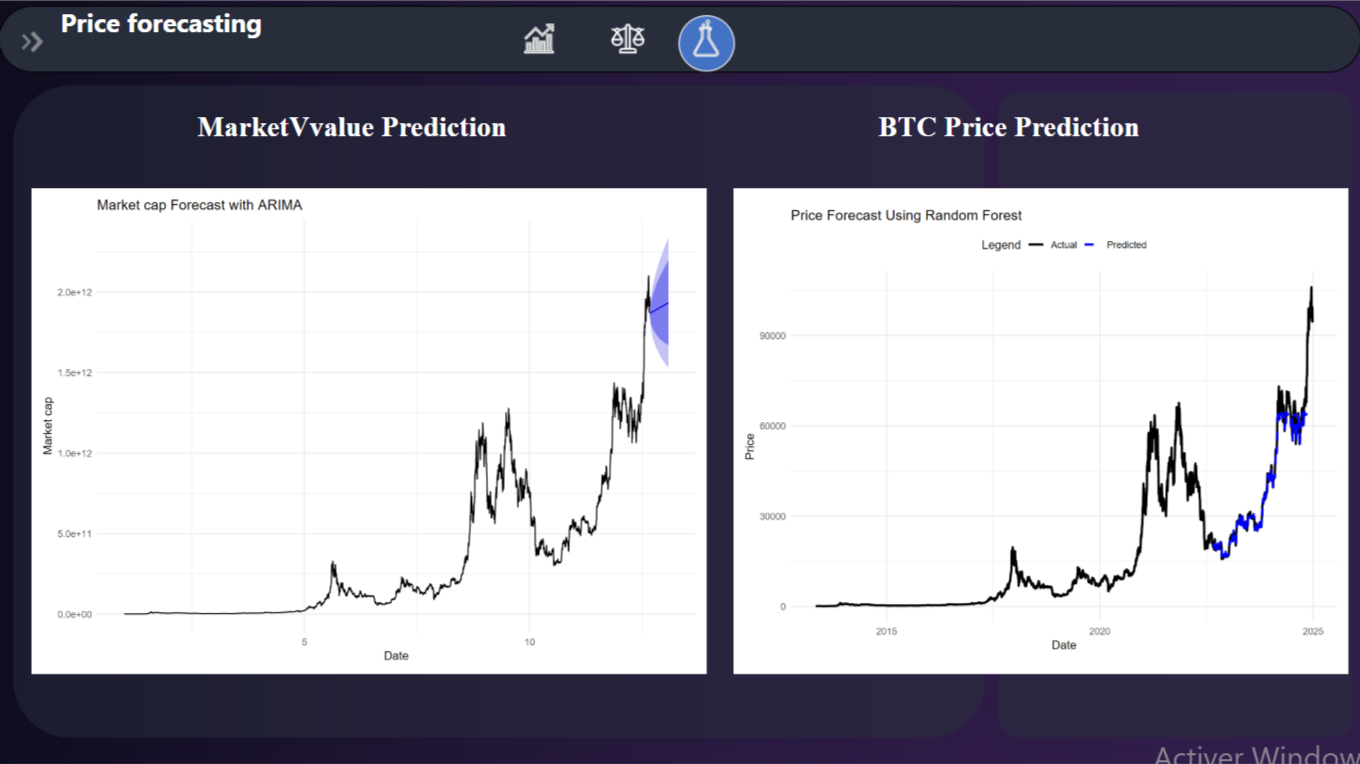 Price forecasting
MarketVvalue Prediction
BTC Price Prediction
Market cap Forecast with ARIMA
2.0e+12
1.5e+12
1.0e+12
5.0e+11
0.0e+00
Market cap
5
10
Date
Price Forecast Using Random Forest
Legend Actual Predicted
90000
60000
30000
0
Price
2015
2020
2025
Date
Activer Window